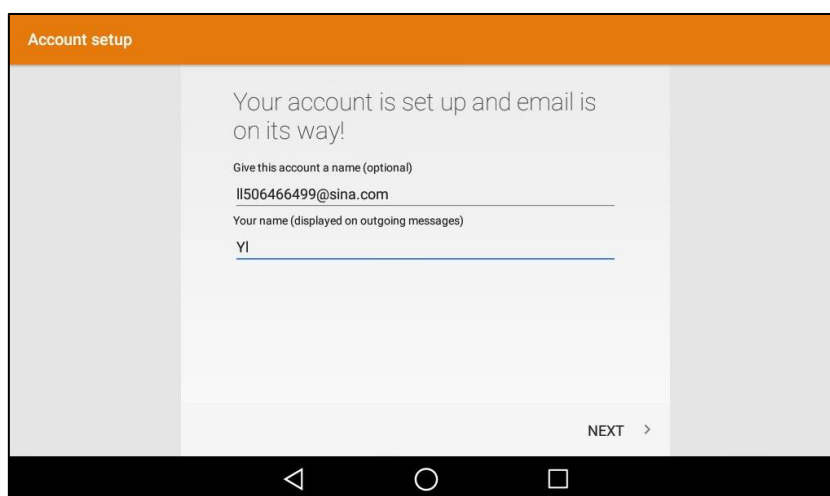 Account setup
Your account is set up and email is
on its way!
Give this account a name (optional)
ll506466499@sina.com
Your name (displayed on outgoing messages)
Yl
NEXT